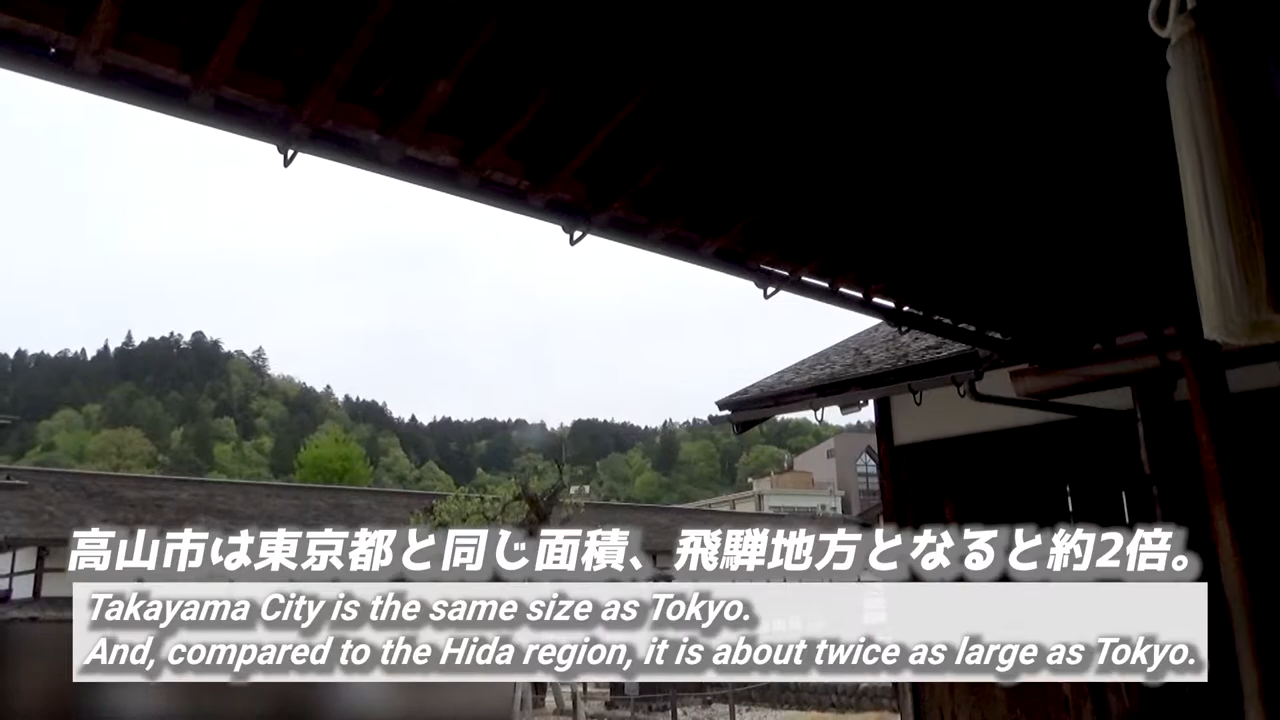 高山市は東京都と同じ面積、飛騨地方となると約2倍。
Takayama City is the same size as Tokyo.
And, compared to the Hida region, it is about twice as large as Tokyo.